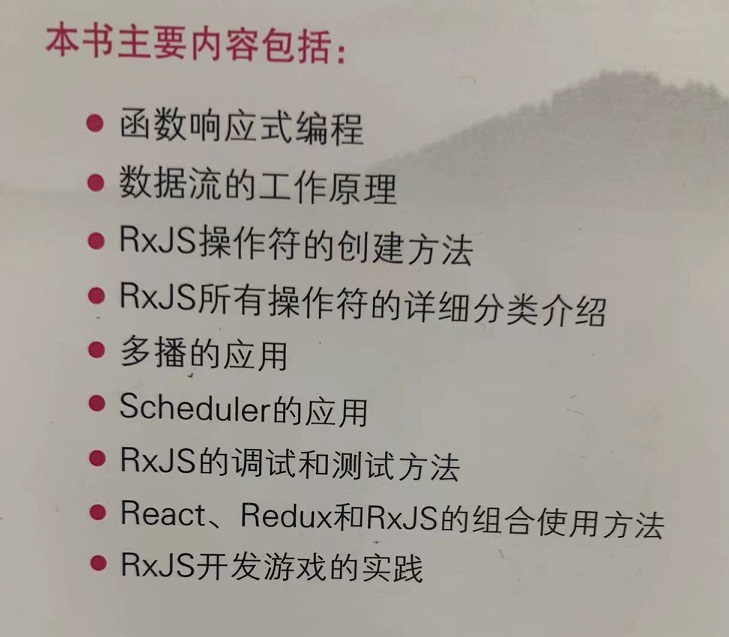 本书主要内容包括：
● 函数响应式编程
● 数据流的工作原理
● RxJS操作符的创建方法
● RxJS所有操作符的详细分类介绍
● 多播的应用
● Scheduler的应用
● RxJS的调试和测试方法
● React、Redux和RxJS的组合使用方法
● RxJS开发游戏的实践